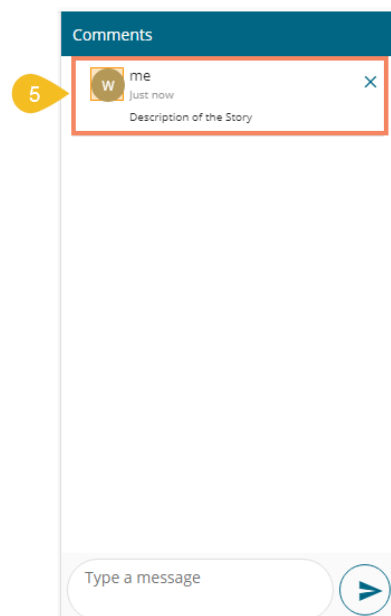 Comments
5
W
me
Just now
Description of the Story
Type a message